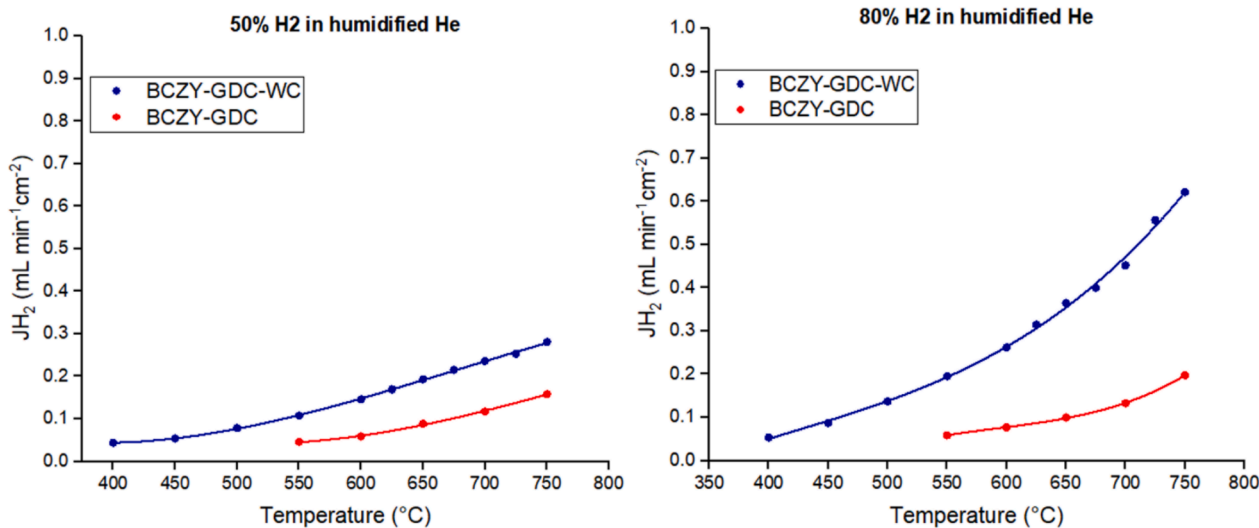 50% H2 in humidified He
1.0
0.9
0.8
0.7
0.6
0.5
0.4
0.3
0.2
0.1
0.0
JH₂ (mL min⁻¹cm⁻²)
BCZY-GDC-WC
BCZY-GDC
400 450 500 550 600 650 700 750 800
Temperature (°C)
80% H2 in humidified He
1.0
0.9
0.8
0.7
0.6
0.5
0.4
0.3
0.2
0.1
0.0
JH₂ (mL min⁻¹cm⁻²)
BCZY-GDC-WC
BCZY-GDC
350 400 450 500 550 600 650 700 750 800
Temperature (°C)